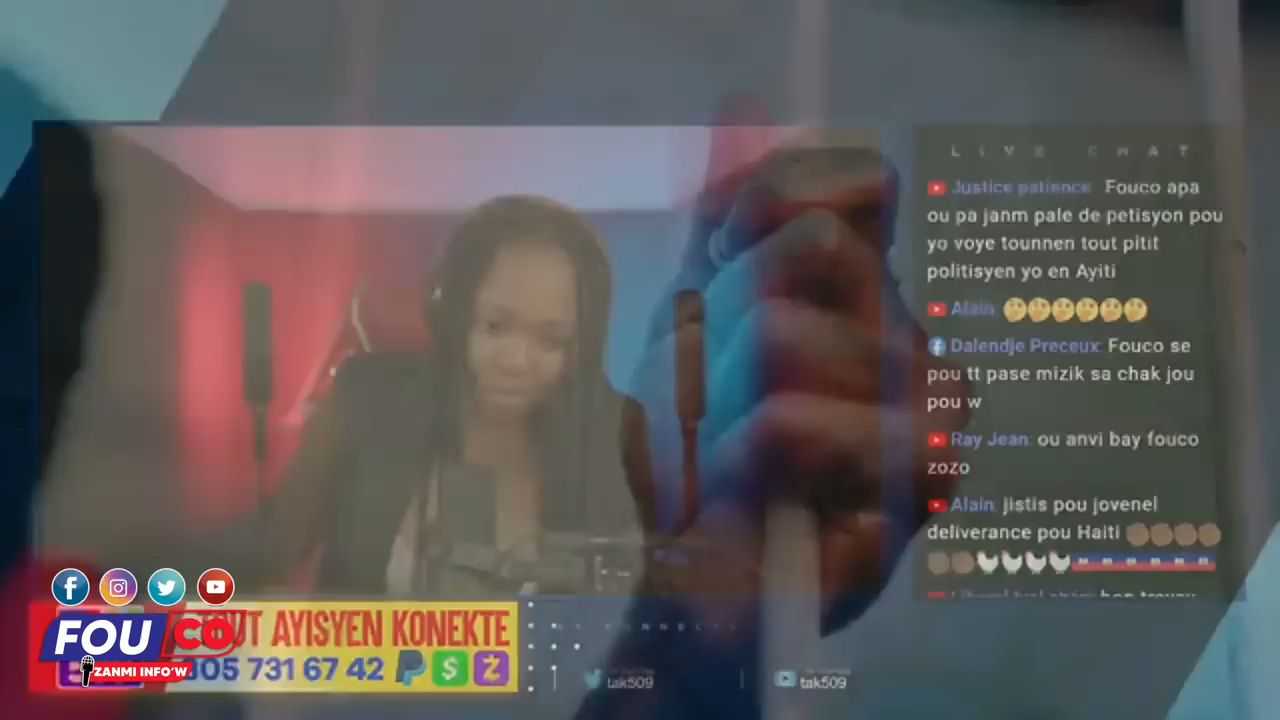 LIVE CHAT
Justice patience Fouco apa
ou pa janm pale de petisyon pou
yo voye tounnen tout pitit
politisyen yo en Ayiti
Alain
Dalendje Preceux: Fouco se
pou tt pase mizik sa chak jou
pou w
Ray Jean: ou anvi bay fouco
zozo
Alain jistis pou jovenel
deliverance pou Haiti
AYISYEN KONEKTE
FOUCO
ZANMI INFO'W
305 731 67 42
tak509
tak509